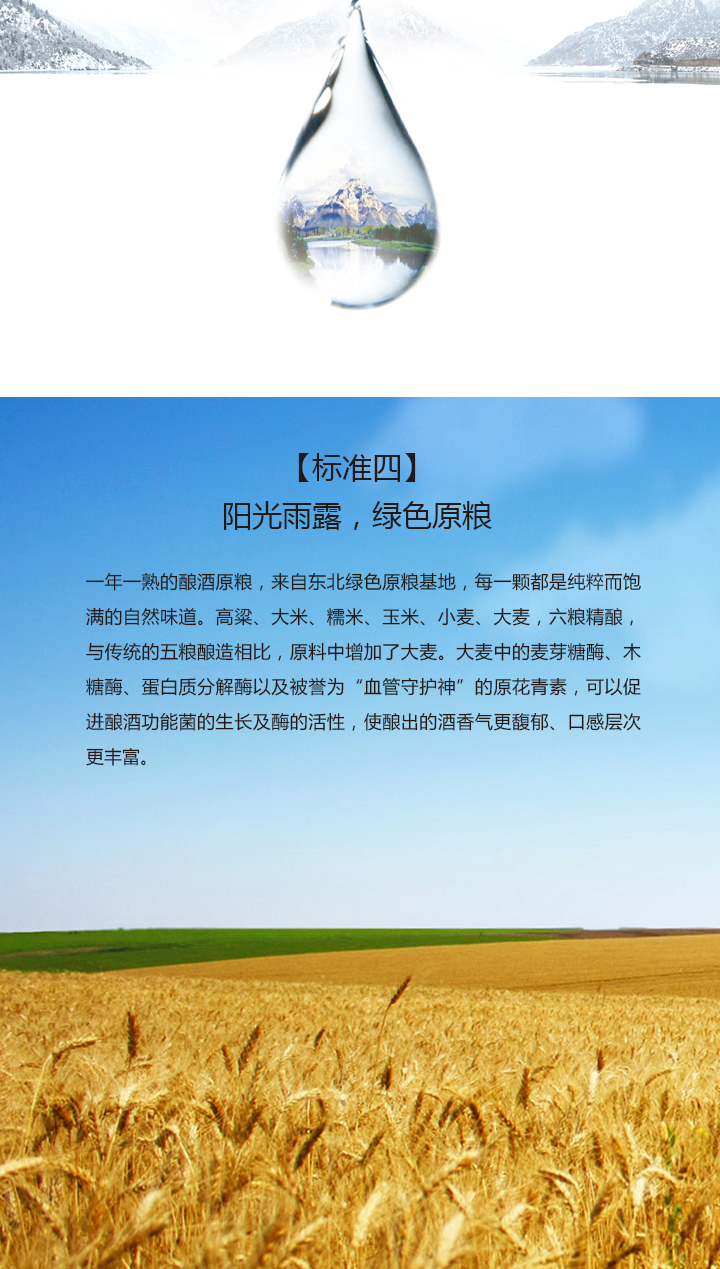 【标准四】
阳光雨露，绿色原粮
一年一熟的酿酒原粮，来自东北绿色原粮基地，每一颗都是纯粹而饱
满的自然味道。高粱、大米、糯米、玉米、小麦、大麦，六粮精酿，
与传统的五粮酿造相比，原料中增加了大麦。大麦中的麦芽糖酶、木
糖酶、蛋白质分解酶以及被誉为“血管守护神”的原花青素，可以促
进酿酒功能菌的生长及酶的活性，使酿出的酒香气更馥郁、口感层次
更丰富。